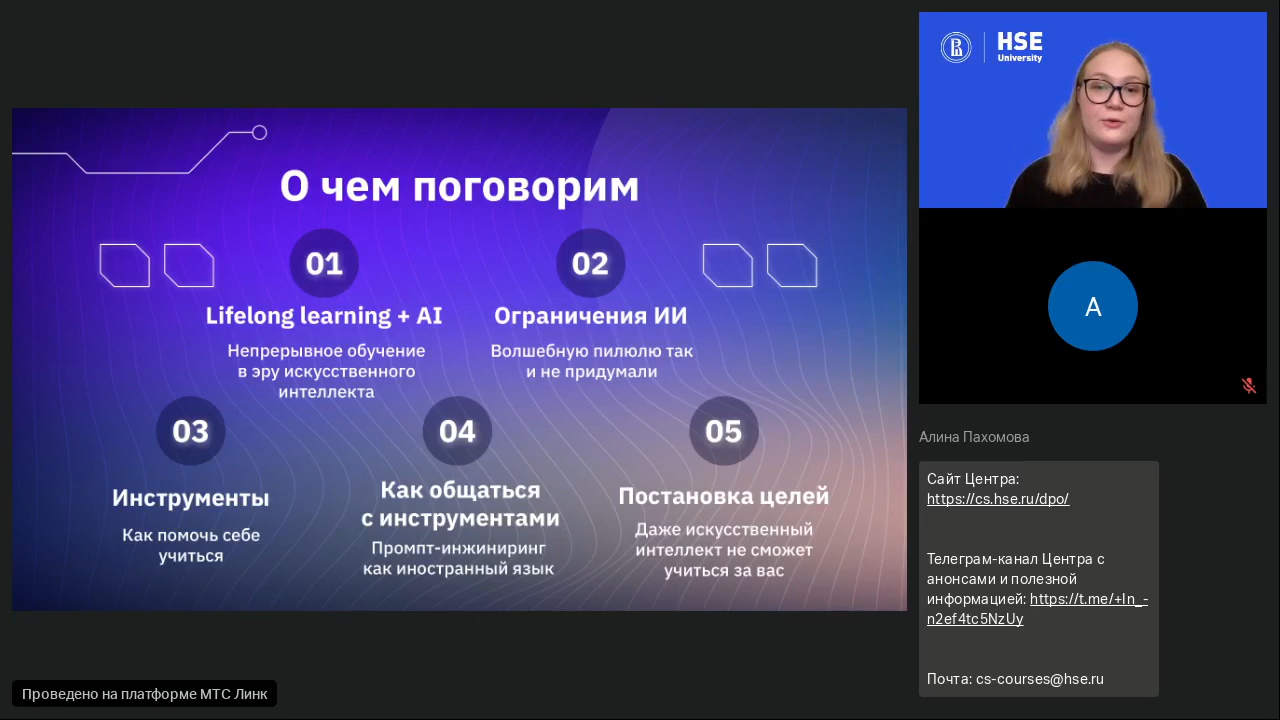 О чем поговорим
01
02
Lifelong learning + AI
Ограничения ИИ
Непрерывное обучение
в эру искусственного
интеллекта
Волшебную пилюлю так
и не придумали
03
04
05
Инструменты
Как общаться
с инструментами
Постановка целей
Как помочь себе
учиться
Промпт-инжиниринг
как иностранный язык
Даже искусственный
интеллект не сможет
учиться за вас
Проведено на платформе МТС Линк
HSE
University
А
Алина Пахомова
Сайт Центра:
https://cs.hse.ru/dpo/
Телеграм-канал Центра с
анонсами и полезной
информацией: https://t.me/+In_-
n2ef4tc5NzUy
Почта: cs-courses@hse.ru